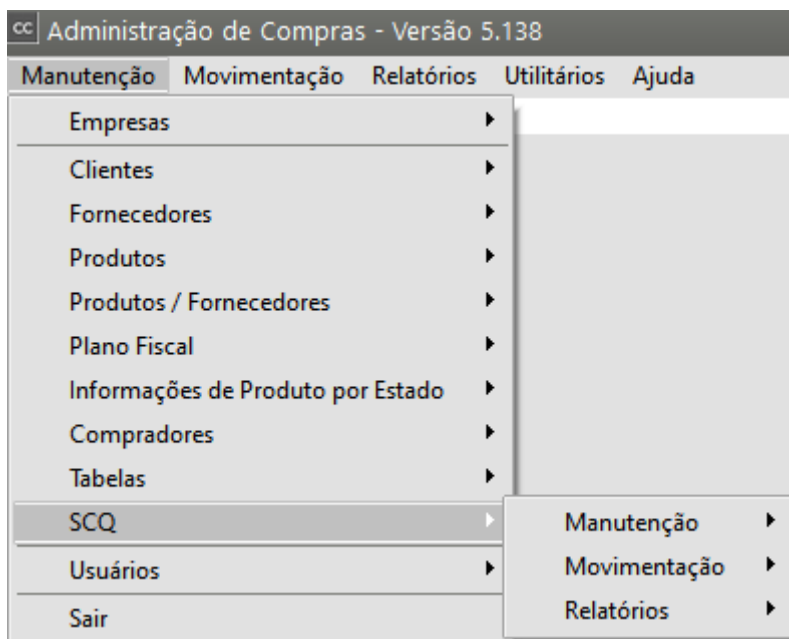 cc Administração de Compras - Versão 5.138
Manutenção Movimentação Relatórios Utilitários Ajuda
Empresas
Clientes
Fornecedores
Produtos
Produtos / Fornecedores
Plano Fiscal
Informações de Produto por Estado
Compradores
Tabelas
SCQ
Manutenção
Movimentação
Relatórios
Usuários
Sair